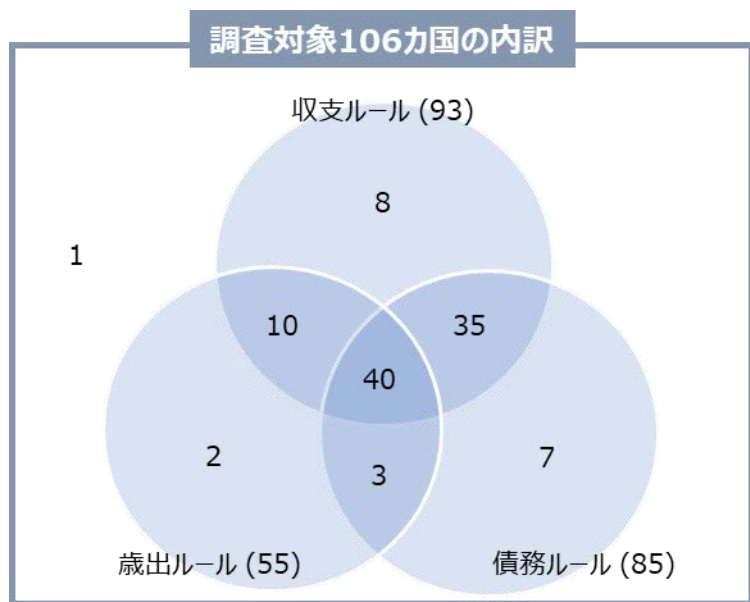 調査対象106カ国の内訳
収支ルール (93)
8
1
10
35
40
2
3
7
歳出ルール (55)
債務ルール (85)